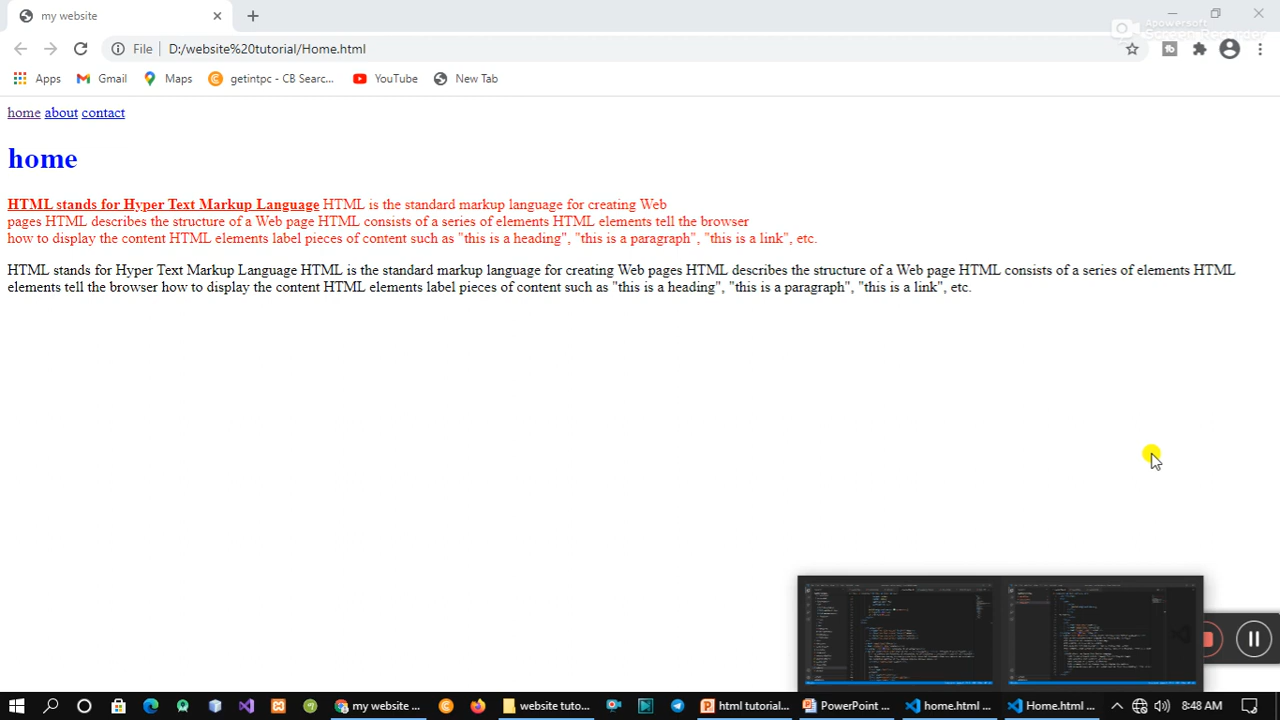 my website
Apowersoft
Screen Recorder
File
D:/website%20tutorial/Home.html
Apps
Gmail
Maps
getintpc - CB Searc...
YouTube
New Tab
home about contact
home
HTML stands for Hyper Text Markup Language HTML is the standard markup language for creating Web
pages HTML describes the structure of a Web page HTML consists of a series of elements HTML elements tell the browser
how to display the content HTML elements label pieces of content such as "this is a heading", "this is a paragraph", "this is a link", etc.
HTML stands for Hyper Text Markup Language HTML is the standard markup language for creating Web pages HTML describes the structure of a Web page HTML consists of a series of elements HTML
elements tell the browser how to display the content HTML elements label pieces of content such as "this is a heading", "this is a paragraph", "this is a link", etc.
my website ...
website tuto...
html tutorial...
PowerPoint ...
home.html ...
Home.html ...
8:48 AM